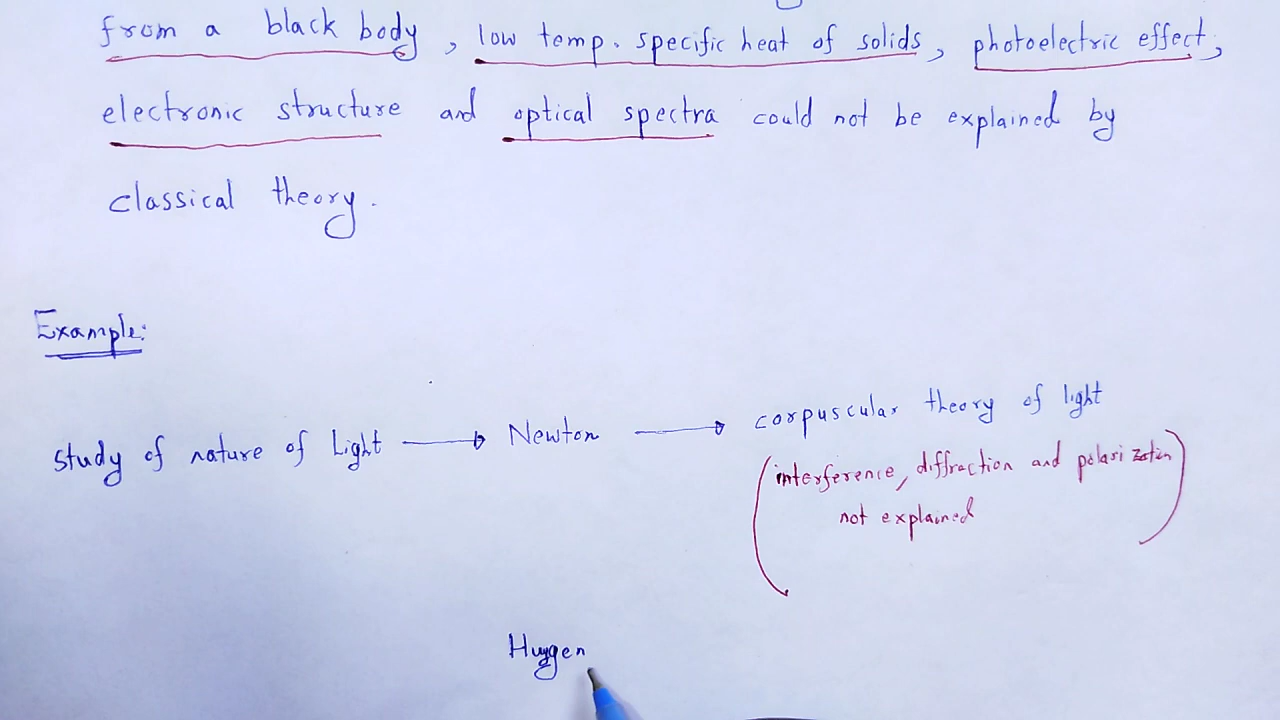 from a black body, low temp. specific heat of solids, photoelectric effect,
electronic structure and optical spectra could not be explained by
classical theory.
Example:
study of nature of Light → Newton → corpuscular theory of light
(interference, diffraction and polarization
not explained)
Huygen